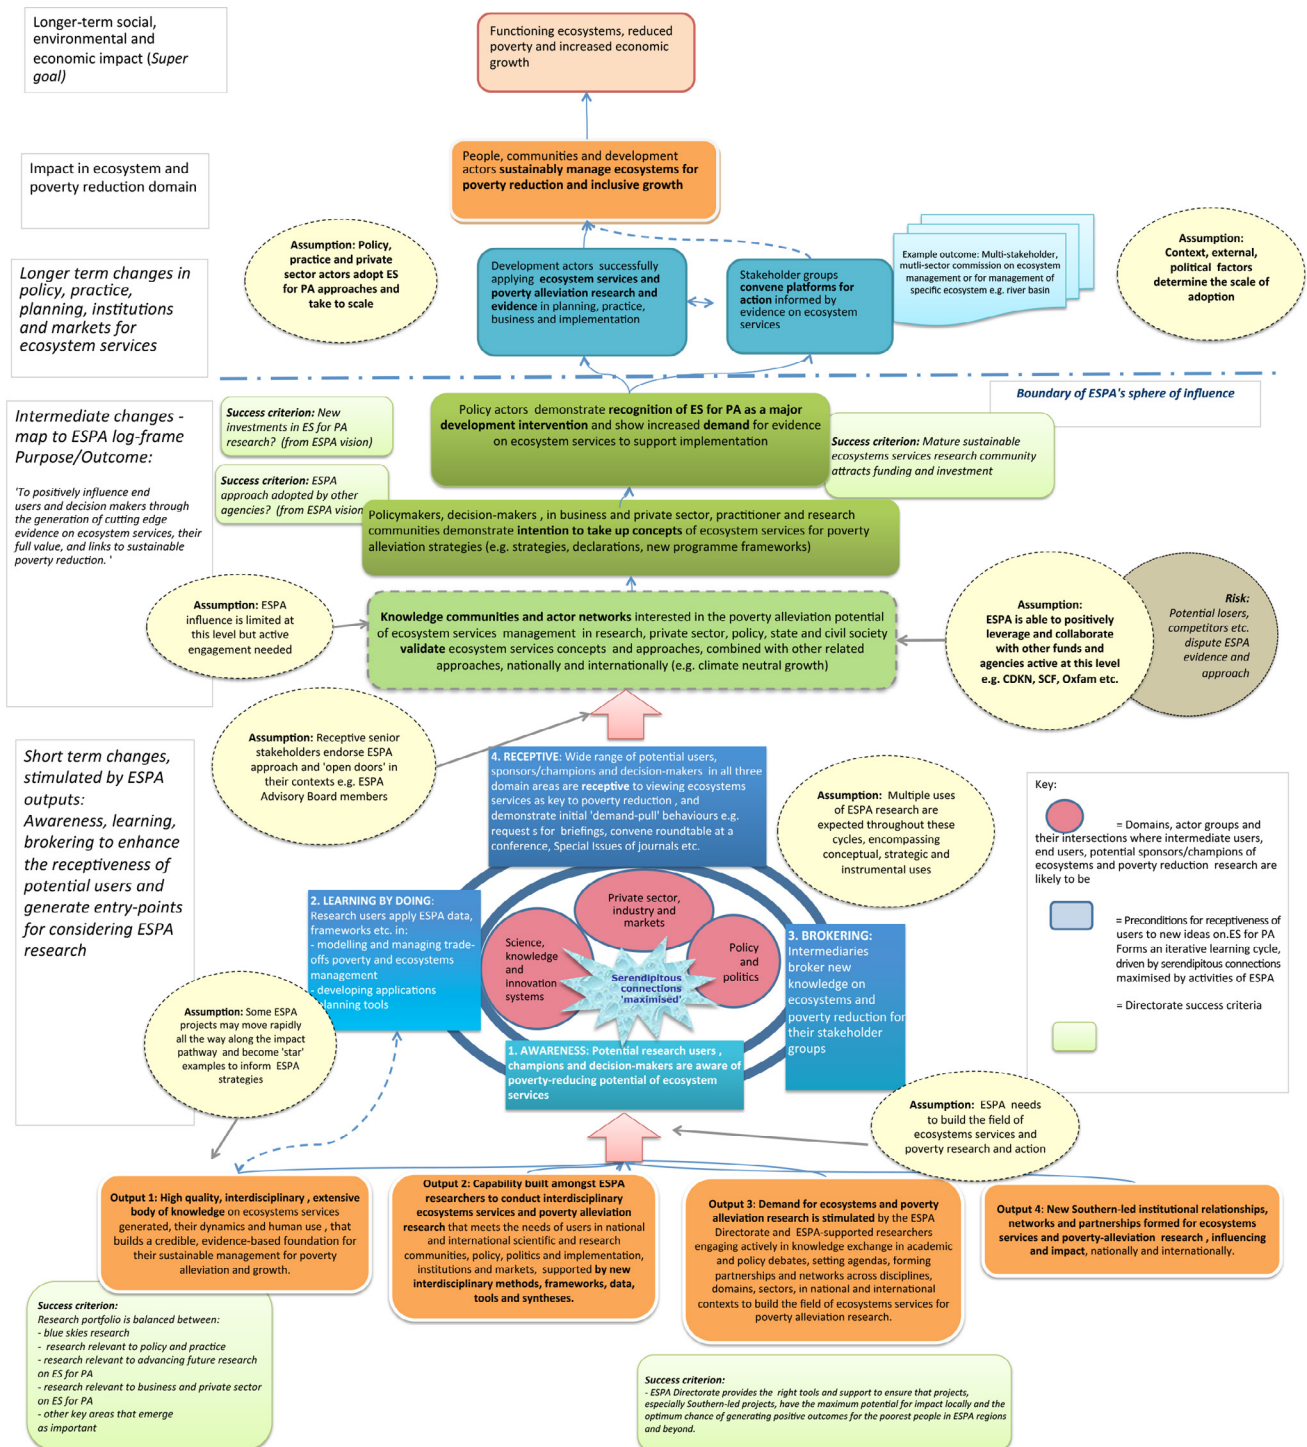 Longer-term social,
environmental and
economic impact (Super
goal)
Functioning ecosystems, reduced
poverty and increased economic
growth
Impact in ecosystem and
poverty reduction domain
People, communities and development
actors sustainably manage ecosystems for
poverty reduction and inclusive growth
Assumption: Policy,
practice and private
sector actors adopt ES
for PA approaches and
take to scale
Longer term changes in
policy, practice,
planning, institutions
and markets for
ecosystem services
Development actors successfully
applying ecosystem services and
poverty alleviation research and
evidence in planning, practice,
business and implementation
Stakeholder groups
convene platforms for
action informed by
evidence on ecosystem
services
Example outcome: Multi-stakeholder,
mutli-sector commission on ecosystem
management or for management of
specific ecosystem e.g. river basin
Assumption:
Context, external,
political factors
determine the scale of
adoption
Boundary of ESPA's sphere of influence
Intermediate changes -
map to ESPA log-frame
Purpose/Outcome:
'To positively influence end
users and decision makers through
the generation of cutting edge
evidence on ecosystem services, their
full value, and links to sustainable
poverty reduction. '
Success criterion: New
investments in ES for PA
research? (from ESPA vision)
Success criterion: ESPA
approach adopted by other
agencies? (from ESPA vision
Policy actors demonstrate recognition of ES for PA as a major
development intervention and show increased demand for evidence
on ecosystem services to support implementation
Success criterion: Mature sustainable
ecosystems services research community
attracts funding and investment
Policymakers, decision-makers , in business and private sector, practitioner and research
communities demonstrate intention to take up concepts of ecosystem services for poverty
alleviation strategies (e.g. strategies, declarations, new programme frameworks)
Assumption: ESPA
influence is limited at
this level but active
engagement needed
Knowledge communities and actor networks interested in the poverty alleviation potential
of ecosystem services management in research, private sector, policy, state and civil society
validate ecosystem services concepts and approaches, combined with other related
approaches, nationally and internationally (e.g. climate neutral growth)
Assumption:
ESPA is able to positively
leverage and collaborate
with other funds and
agencies active at this level
e.g. CDKN, SCF, Oxfam etc.
Risk:
Potential losers,
competitors etc.
dispute ESPA
evidence and
approach
Assumption: Receptive senior
stakeholders endorse ESPA
approach and 'open doors' in
their contexts e.g. ESPA
Advisory Board members
Short term changes,
stimulated by ESPA
outputs:
Awareness, learning,
brokering to enhance
the receptiveness of
potential users and
generate entry-points
for considering ESPA
research
4. RECEPTIVE: Wide range of potential users,
sponsors/champions and decision-makers in all three
domain areas are receptive to viewing ecosystems
services as key to poverty reduction , and
demonstrate initial 'demand-pull' behaviours e.g.
request s for briefings, convene roundtable at a
conference, Special Issues of journals etc.
Assumption: Multiple uses
of ESPA research are
expected throughout these
cycles, encompassing
conceptual, strategic and
instrumental uses
Key:
= Domains, actor groups and
their intersections where intermediate users,
end users, potential sponsors/champions of
ecosystems and poverty reduction research are
likely to be
= Preconditions for receptiveness of
users to new ideas on.ES for PA
Forms an iterative learning cycle,
driven by serendipitous connections
maximised by activities of ESPA
= Directorate success criteria
2. LEARNING BY DOING:
Research users apply ESPA data,
frameworks etc. in:
- modelling and managing trade-
offs poverty and ecosystems
management
- developing applications
planning tools
Private sector,
industry and
markets
Science,
knowledge
and
innovation
systems
Policy
and
politics
Serendipitous
connections
'maximised'
3. BROKERING:
Intermediaries
broker new
knowledge on
ecosystems and
poverty reduction for
their stakeholder
groups
1. AWARENESS: Potential research users ,
champions and decision-makers are aware of
poverty-reducing potential of ecosystem
services
Assumption: Some ESPA
projects may move rapidly
all the way along the impact
pathway and become 'star'
examples to inform ESPA
strategies
Assumption: ESPA needs
to build the field of
ecosystems services and
poverty research and action
Output 1: High quality, interdisciplinary , extensive
body of knowledge on ecosystems services
generated, their dynamics and human use , that
builds a credible, evidence-based foundation for
their sustainable management for poverty
alleviation and growth.
Output 2: Capability built amongst ESPA
researchers to conduct interdisciplinary
ecosystems services and poverty alleviation
research that meets the needs of users in national
and international scientific and research
communities, policy, politics and implementation,
institutions and markets, supported by new
interdisciplinary methods, frameworks, data,
tools and syntheses.
Output 3: Demand for ecosystems and poverty
alleviation research is stimulated by the ESPA
Directorate and ESPA-supported researchers
engaging actively in knowledge exchange in academic
and policy debates, setting agendas, forming
partnerships and networks across disciplines,
domains, sectors, in national and international
contexts to build the field of ecosystems services for
poverty alleviation research.
Output 4: New Southern-led institutional relationships,
networks and partnerships formed for ecosystems
services and poverty-alleviation research , influencing
and impact, nationally and internationally.
Success criterion:
Research portfolio is balanced between:
- blue skies research
- research relevant to policy and practice
- research relevant to advancing future research
on ES for PA
- research relevant to business and private sector
on ES for PA
- other key areas that emerge
as important
Success criterion:
- ESPA Directorate provides the right tools and support to ensure that projects,
especially Southern-led projects, have the maximum potential for impact locally and the
optimum chance of generating positive outcomes for the poorest people in ESPA regions
and beyond.